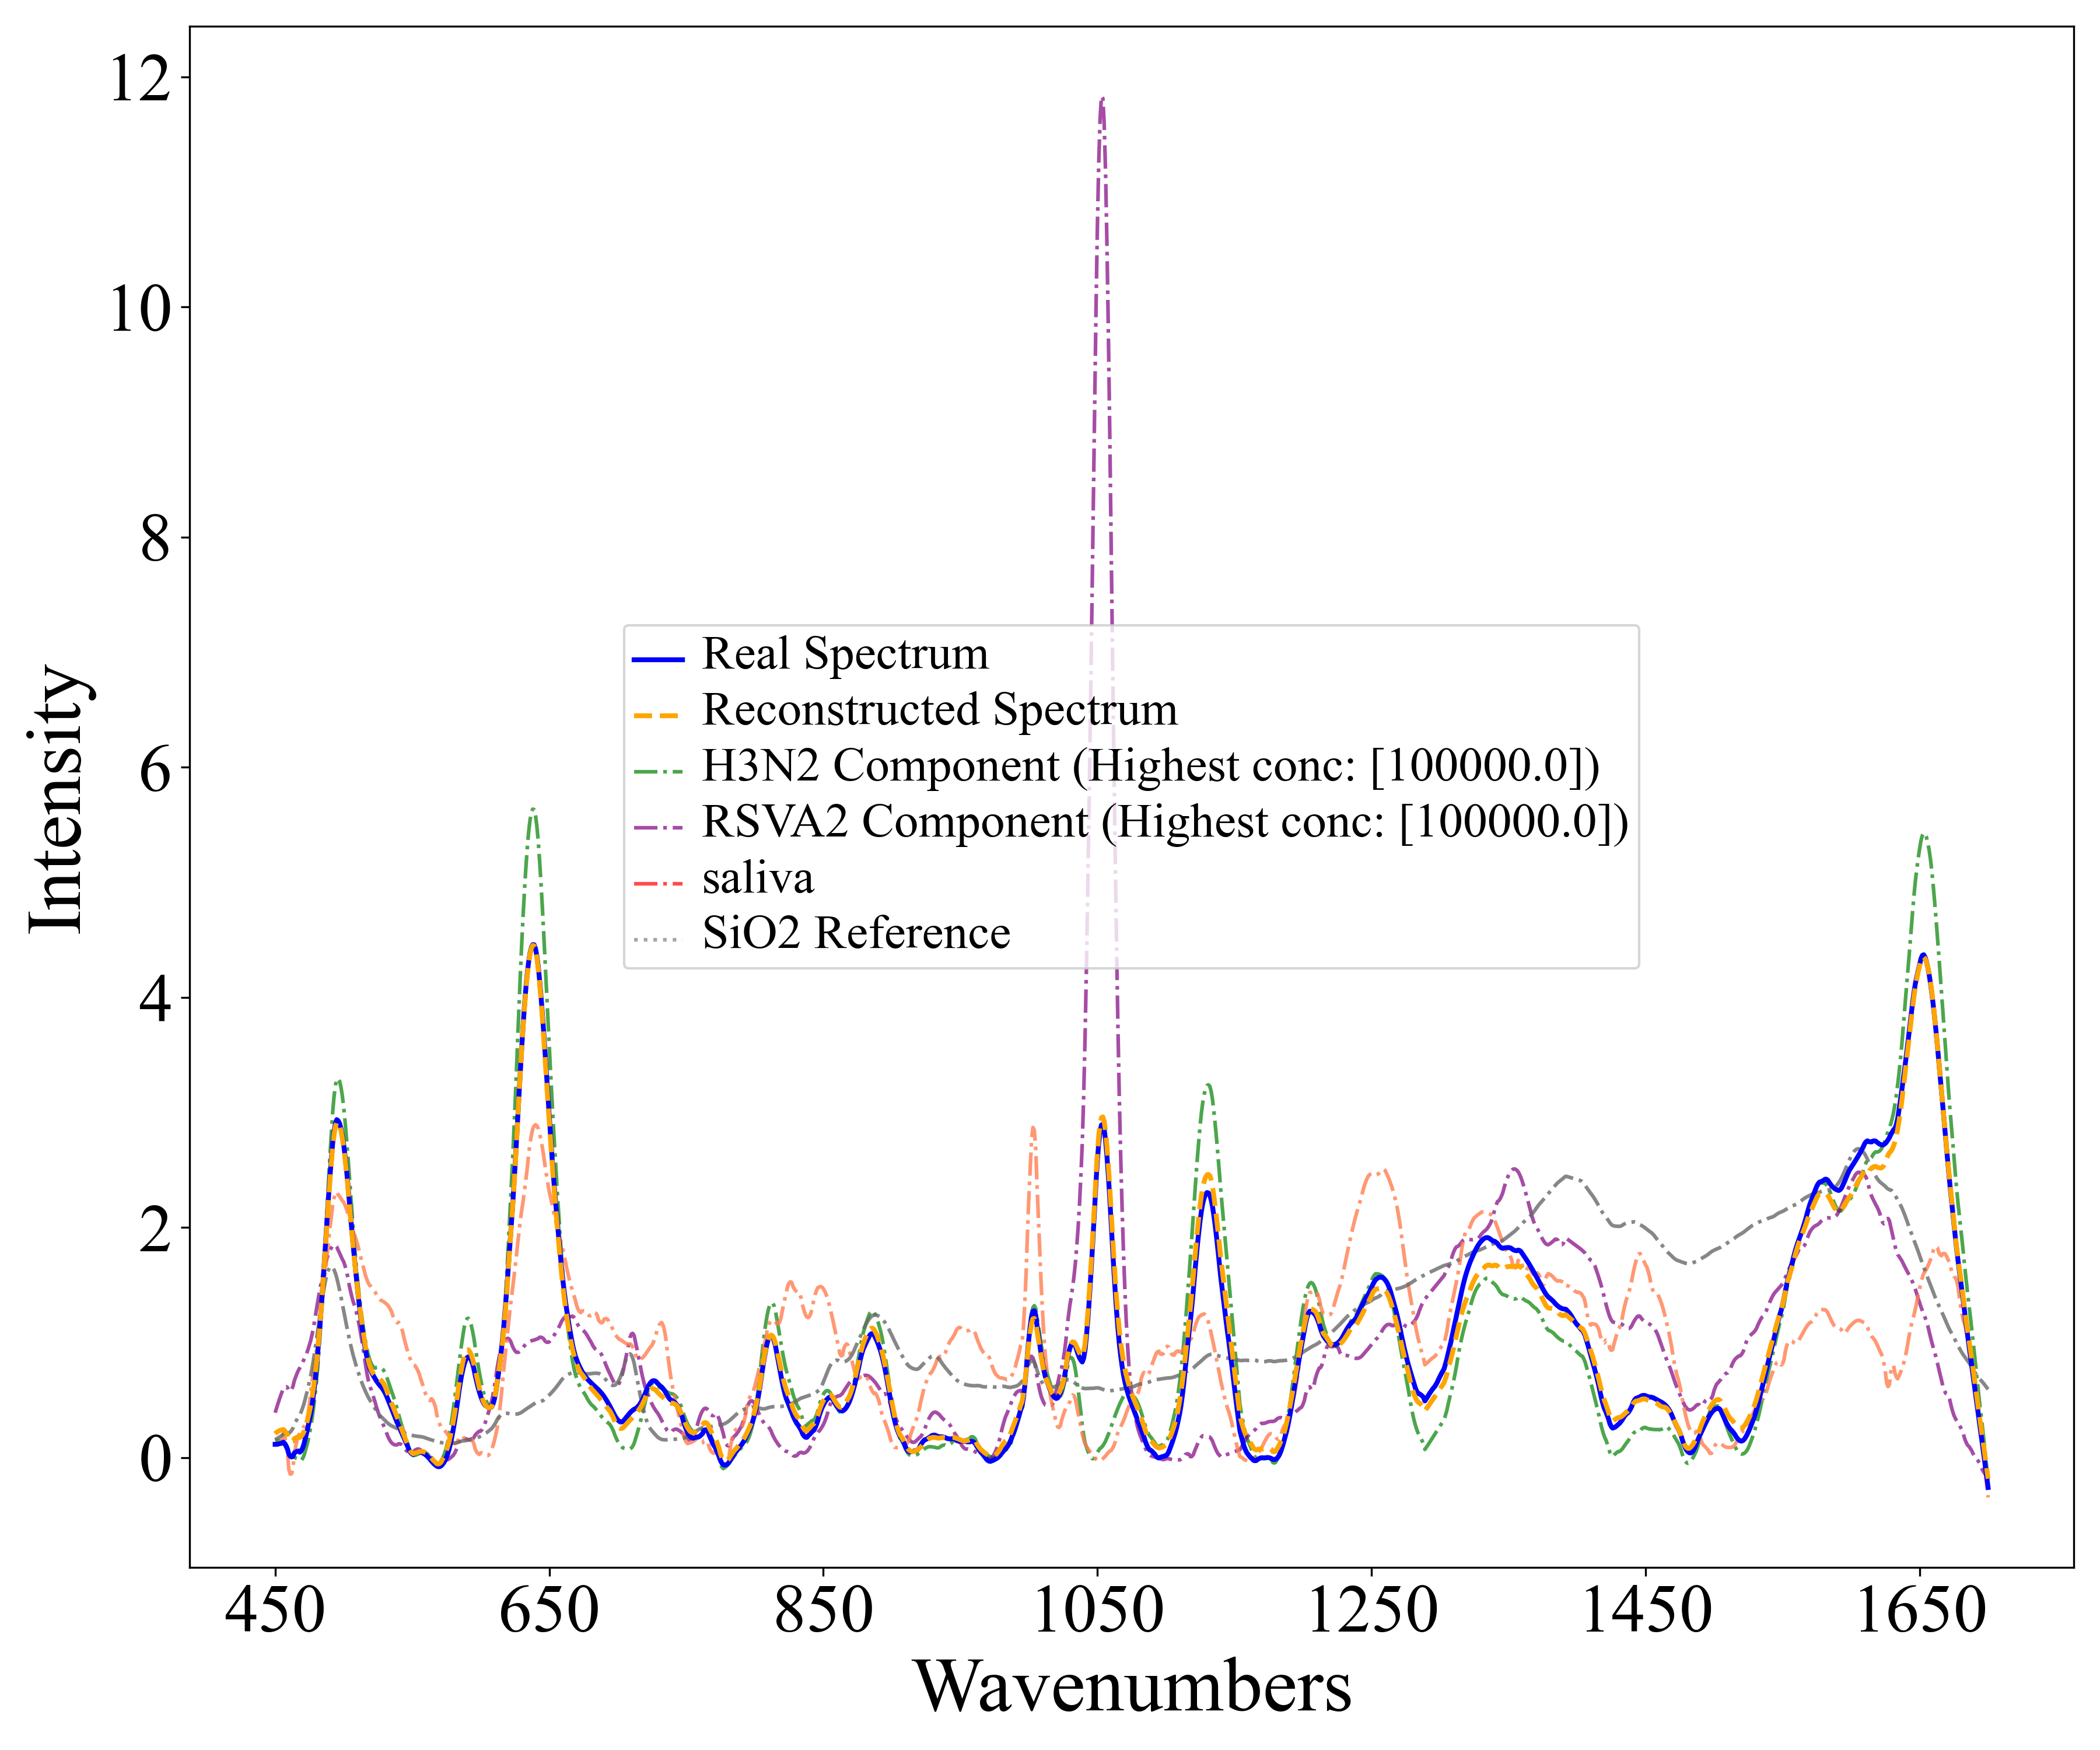 12
10
8
6
4
2
0
Intensity
Real Spectrum
Reconstructed Spectrum
H3N2 Component (Highest conc: [100000.0])
RSVA2 Component (Highest conc: [100000.0])
saliva
SiO2 Reference
450 650 850 1050 1250 1450 1650
Wavenumbers